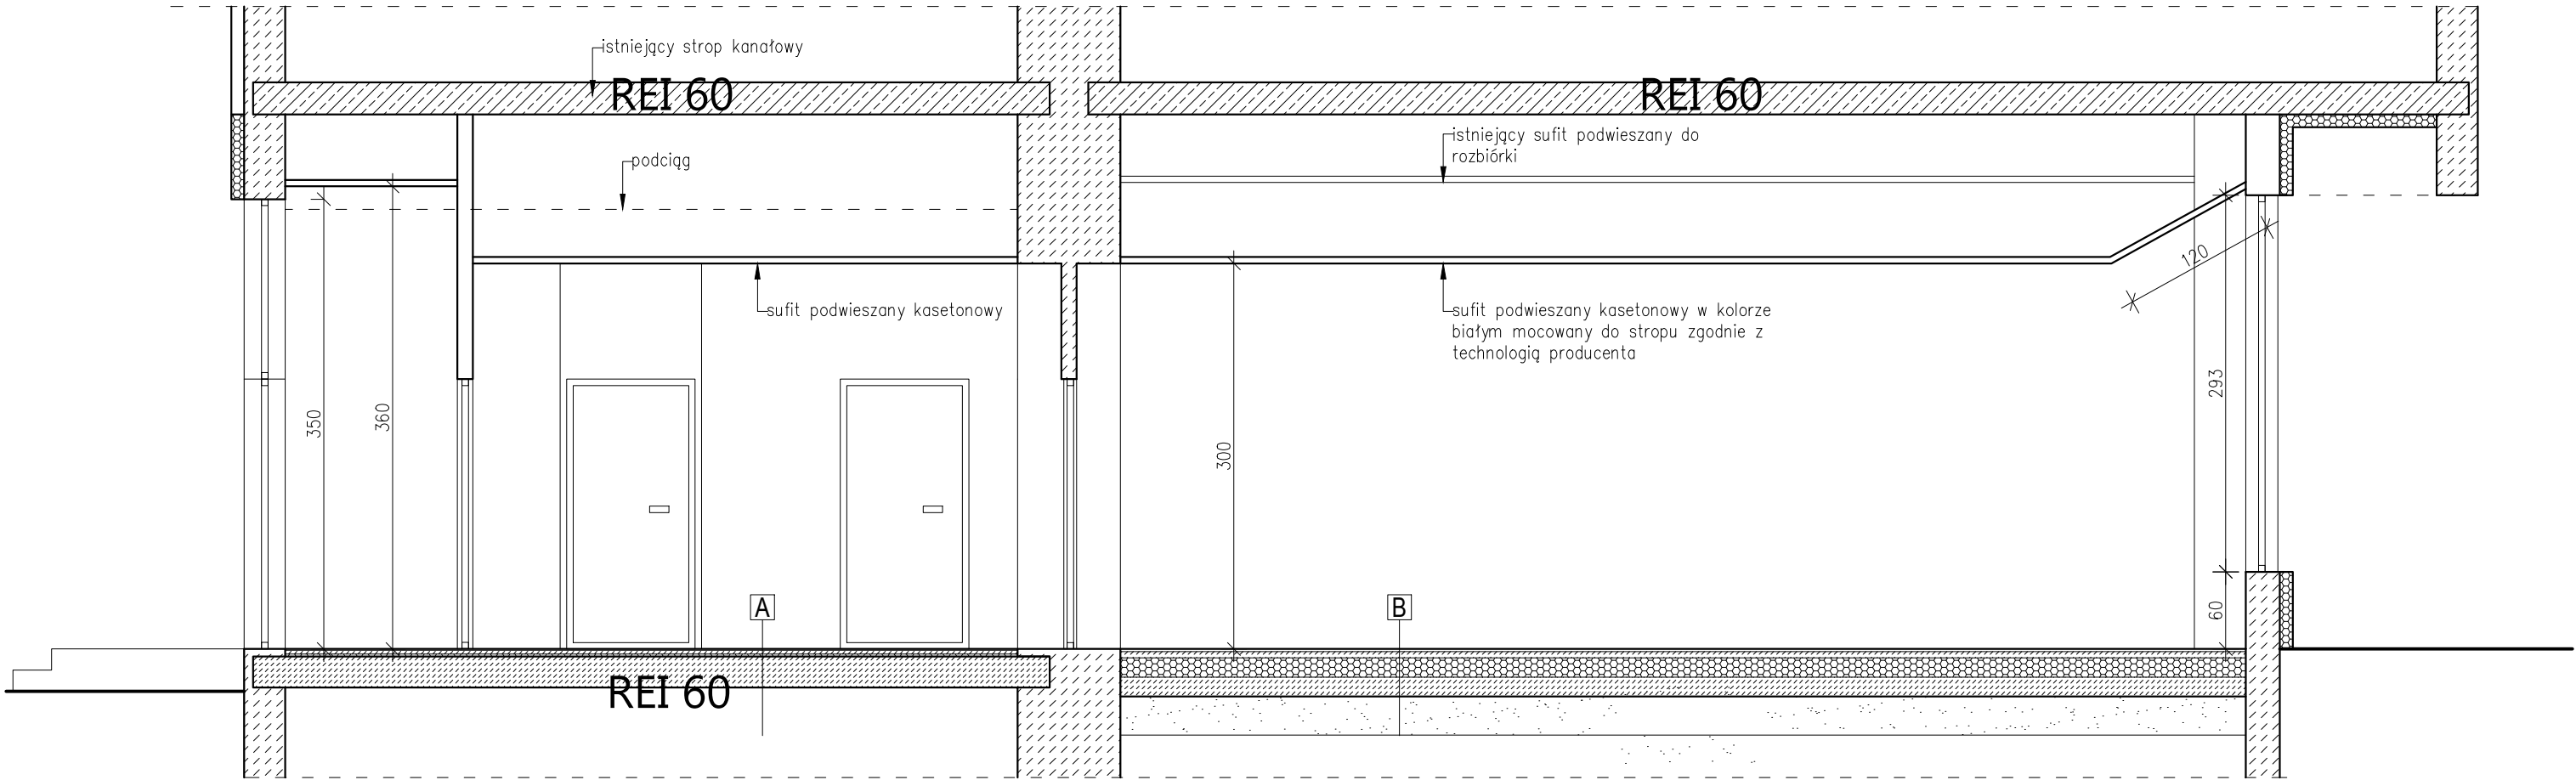 istniejący strop kanałowy
REI 60
REI 60
istniejący sufit podwieszany do
rozbiórki
podciąg
120
sufit podwieszany kasetonowy
sufit podwieszany kasetonowy w kolorze
białym mocowany do stropu zgodnie z
technologią producenta
350
360
300
293
60
A
B
REI 60